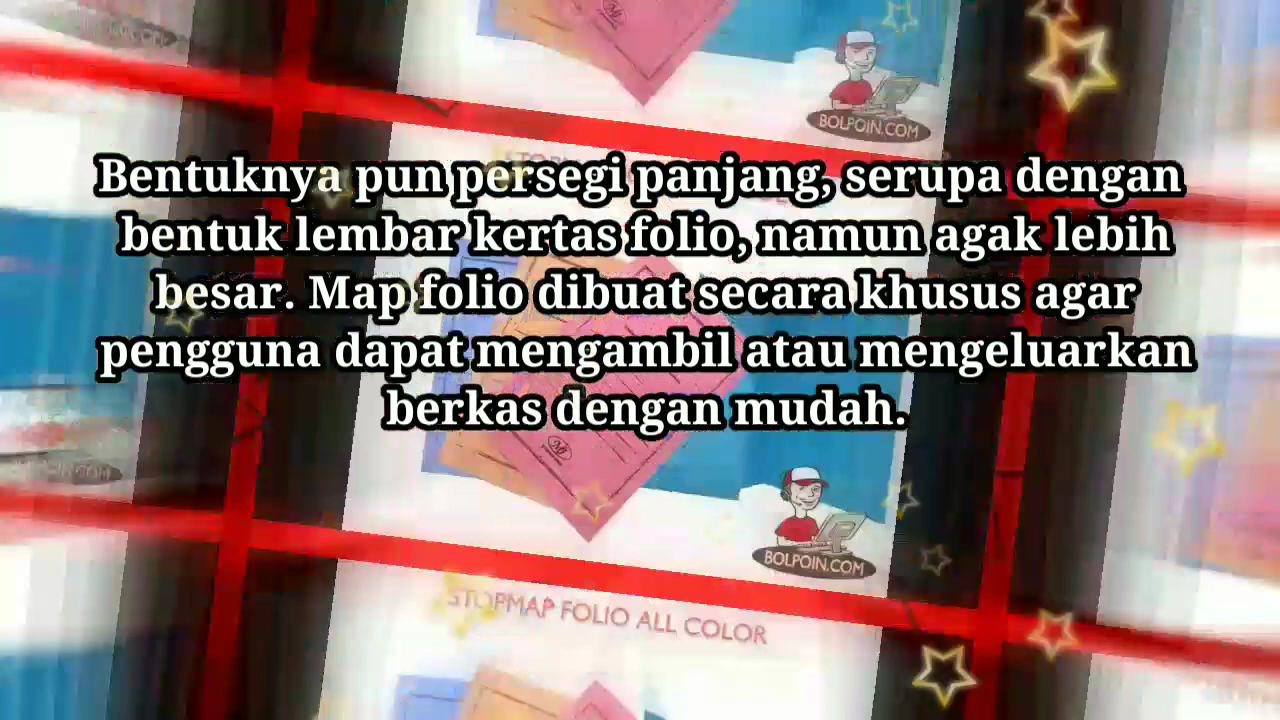 BOLPOIN.COM
Bentuknya pun persegi panjang, serupa dengan
bentuk lembar kertas folio, namun agak lebih
besar. Map folio dibuat secara khusus agar
pengguna dapat mengambil atau mengeluarkan
berkas dengan mudah.
BOLPOIN.COM
STOPMAP FOLIO ALL COLOR